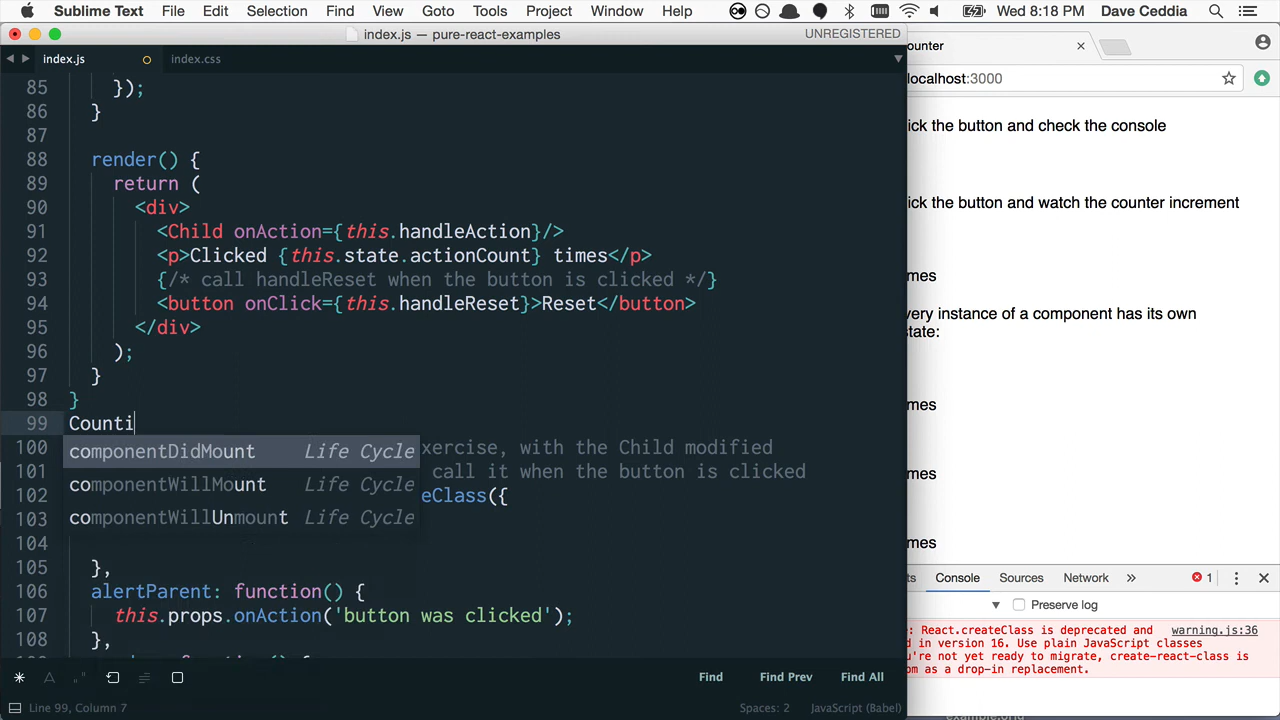 Sublime Text File Edit Selection Find View Goto Tools Project Window Help Wed 8:18 PM Dave Ceddia
index.js — pure-react-examples UNREGISTERED
index.js index.css
85 });
86 }
87
88 render() {
89 return (
90 <div>
91 <Child onAction={this.handleAction}/>
92 <p>Clicked {this.state.actionCount} times</p>
93 {/* call handleReset when the button is clicked */}
94 <button onClick={this.handleReset}>Reset</button>
95 </div>
96 );
97 }
98 }
99 Counti
componentDidMount Life Cycle
componentWillMount Life Cycle
componentWillUnmount Life Cycle
100 exercise, with the Child modified
101 call it when the button is clicked
102 eClass({
103
104
105 },
106 alertParent: function() {
107 this.props.onAction('button was clicked');
108 },
Find Find Prev Find All
Line 99, Column 7 Spaces: 2 JavaScript (Babel)
ounter
localhost:3000
ick the button and check the console
ick the button and watch the counter increment
mes
very instance of a component has its own
state:
mes
mes
mes
ts Console Sources Network 1
Preserve log
: React.createClass is deprecated and warning.js:36
d in version 16. Use plain JavaScript classes
u're not yet ready to migrate, create-react-class is
om as a drop-in replacement.